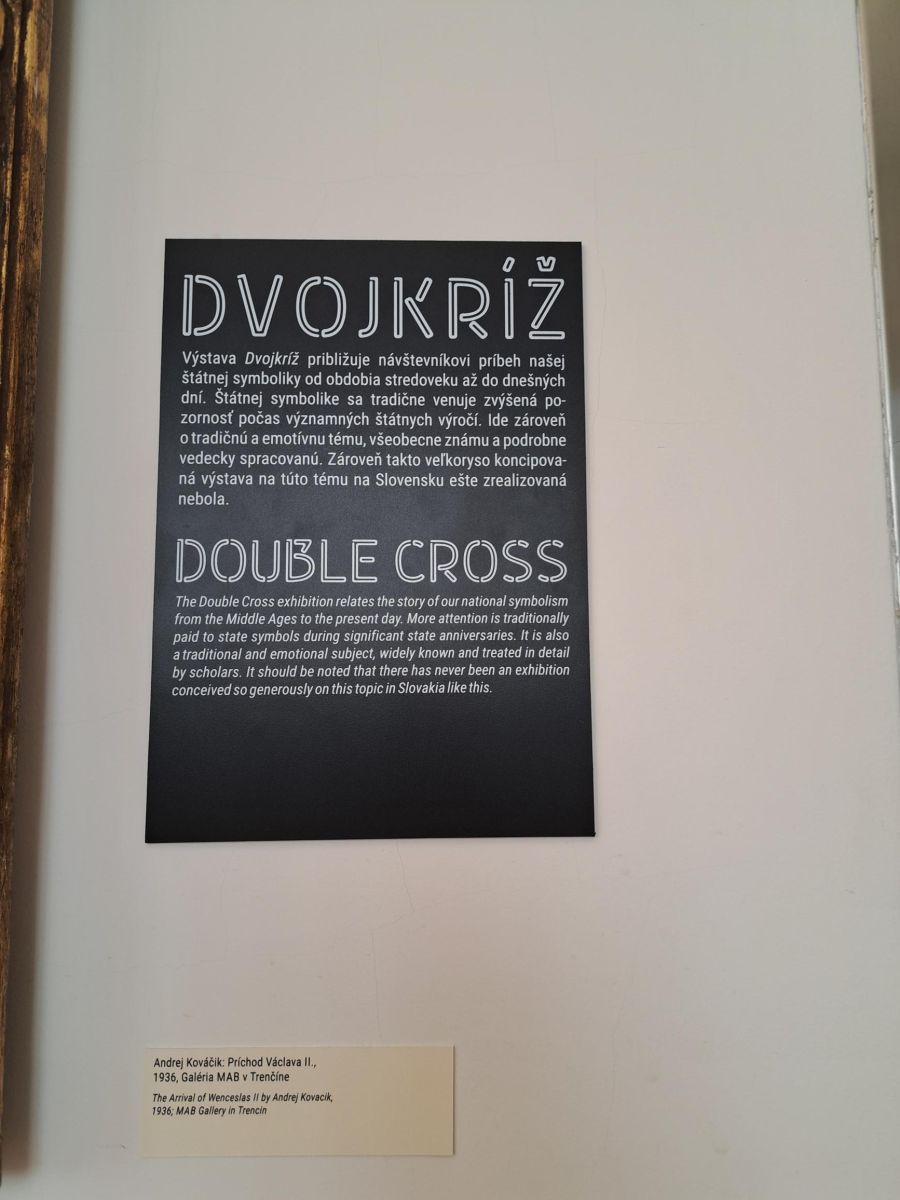 DVOJKRÍŽ
Výstava Dvojkríž približuje návštevníkovi príbeh našej
štátnej symboliky od obdobia stredoveku až do dnešných
dní. Štátnej symbolike sa tradične venuje zvýšená po-
zornosť počas významných štátnych výročí. Ide zároveň
o tradičnú a emotívnu tému, všeobecne známu a podrobne
vedecky spracovanú. Zároveň takto veľkoryso koncipova-
ná výstava na túto tému na Slovensku ešte zrealizovaná
nebola.
DOUBLE CROSS
The Double Cross exhibition relates the story of our national symbolism
from the Middle Ages to the present day. More attention is traditionally
paid to state symbols during significant state anniversaries. It is also
a traditional and emotional subject, widely known and treated in detail
by scholars. It should be noted that there has never been an exhibition
conceived so generously on this topic in Slovakia like this.
Andrej Kováčik: Príchod Václava II.,
1936, Galéria MAB v Trenčíne
The Arrival of Wenceslas II by Andrej Kovacik,
1936; MAB Gallery in Trencin